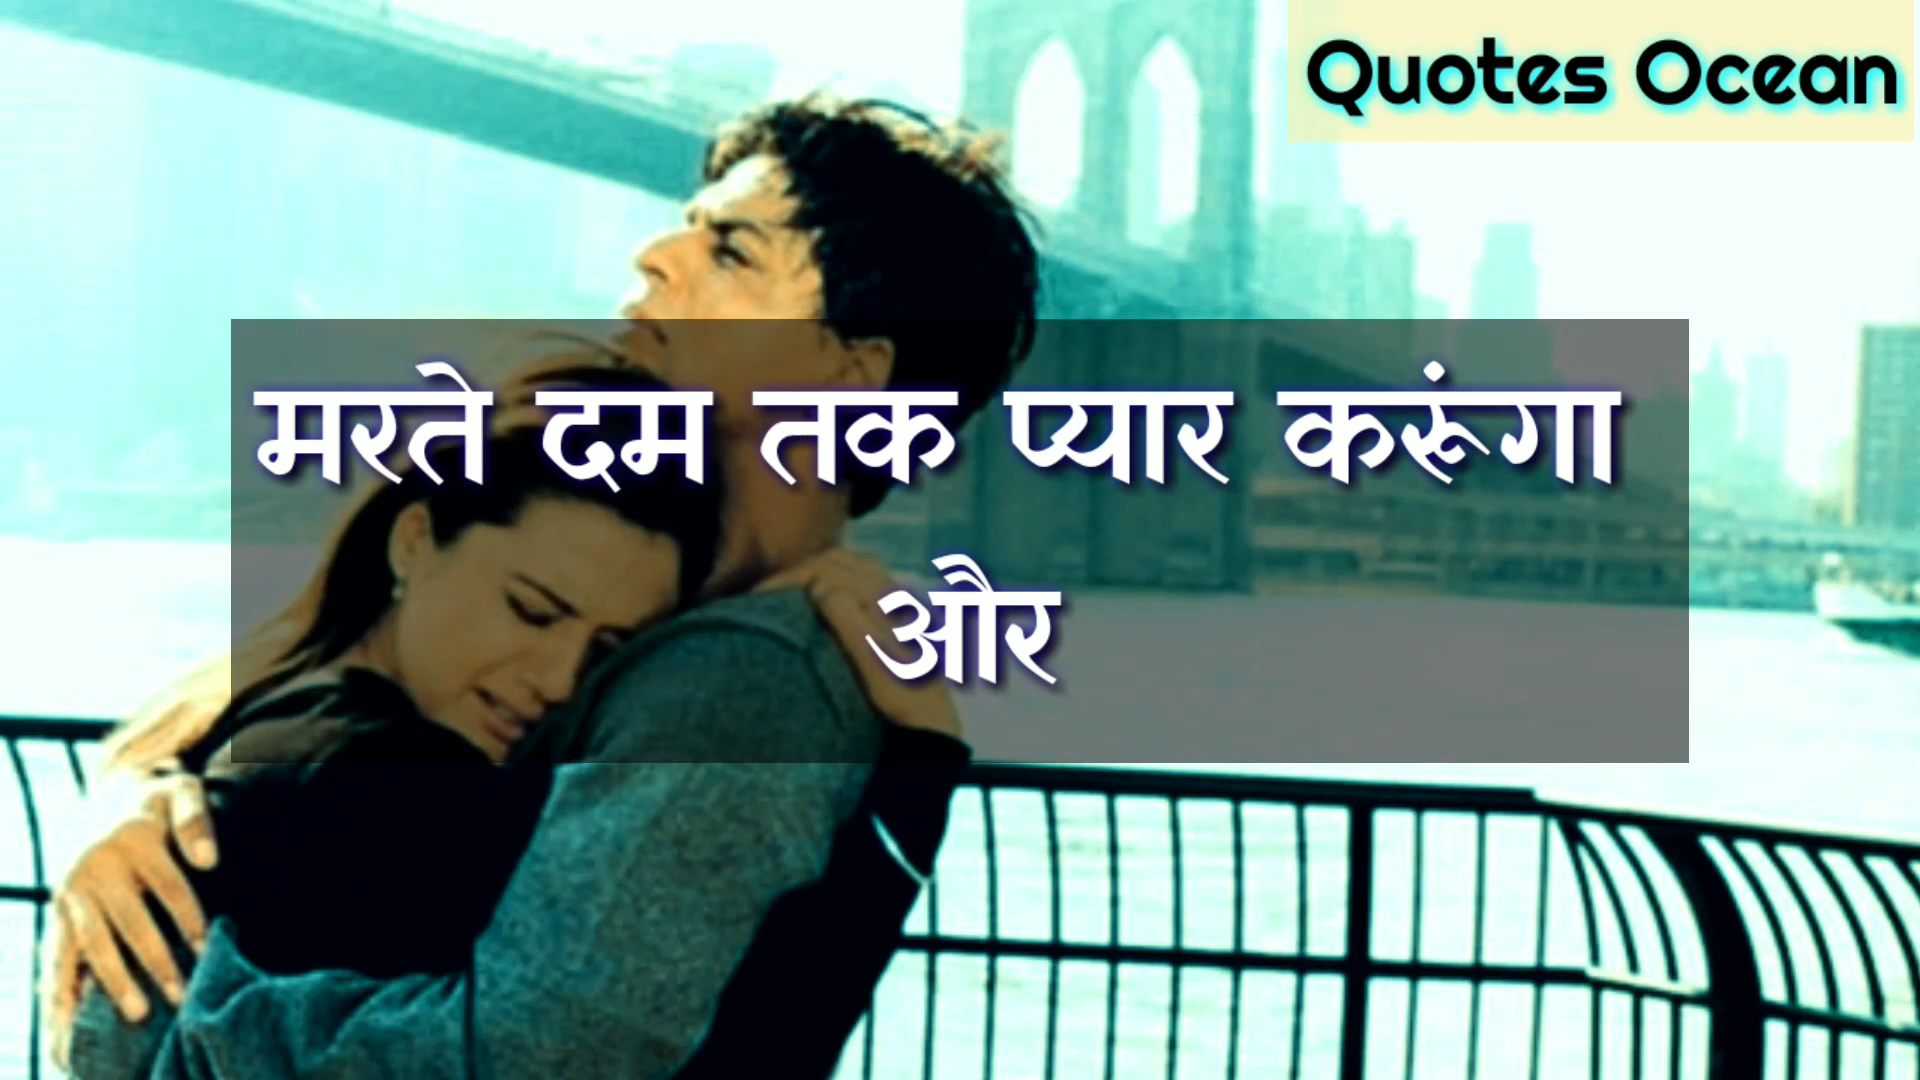 Quotes Ocean
मरते दम तक प्यार करूंगा
और